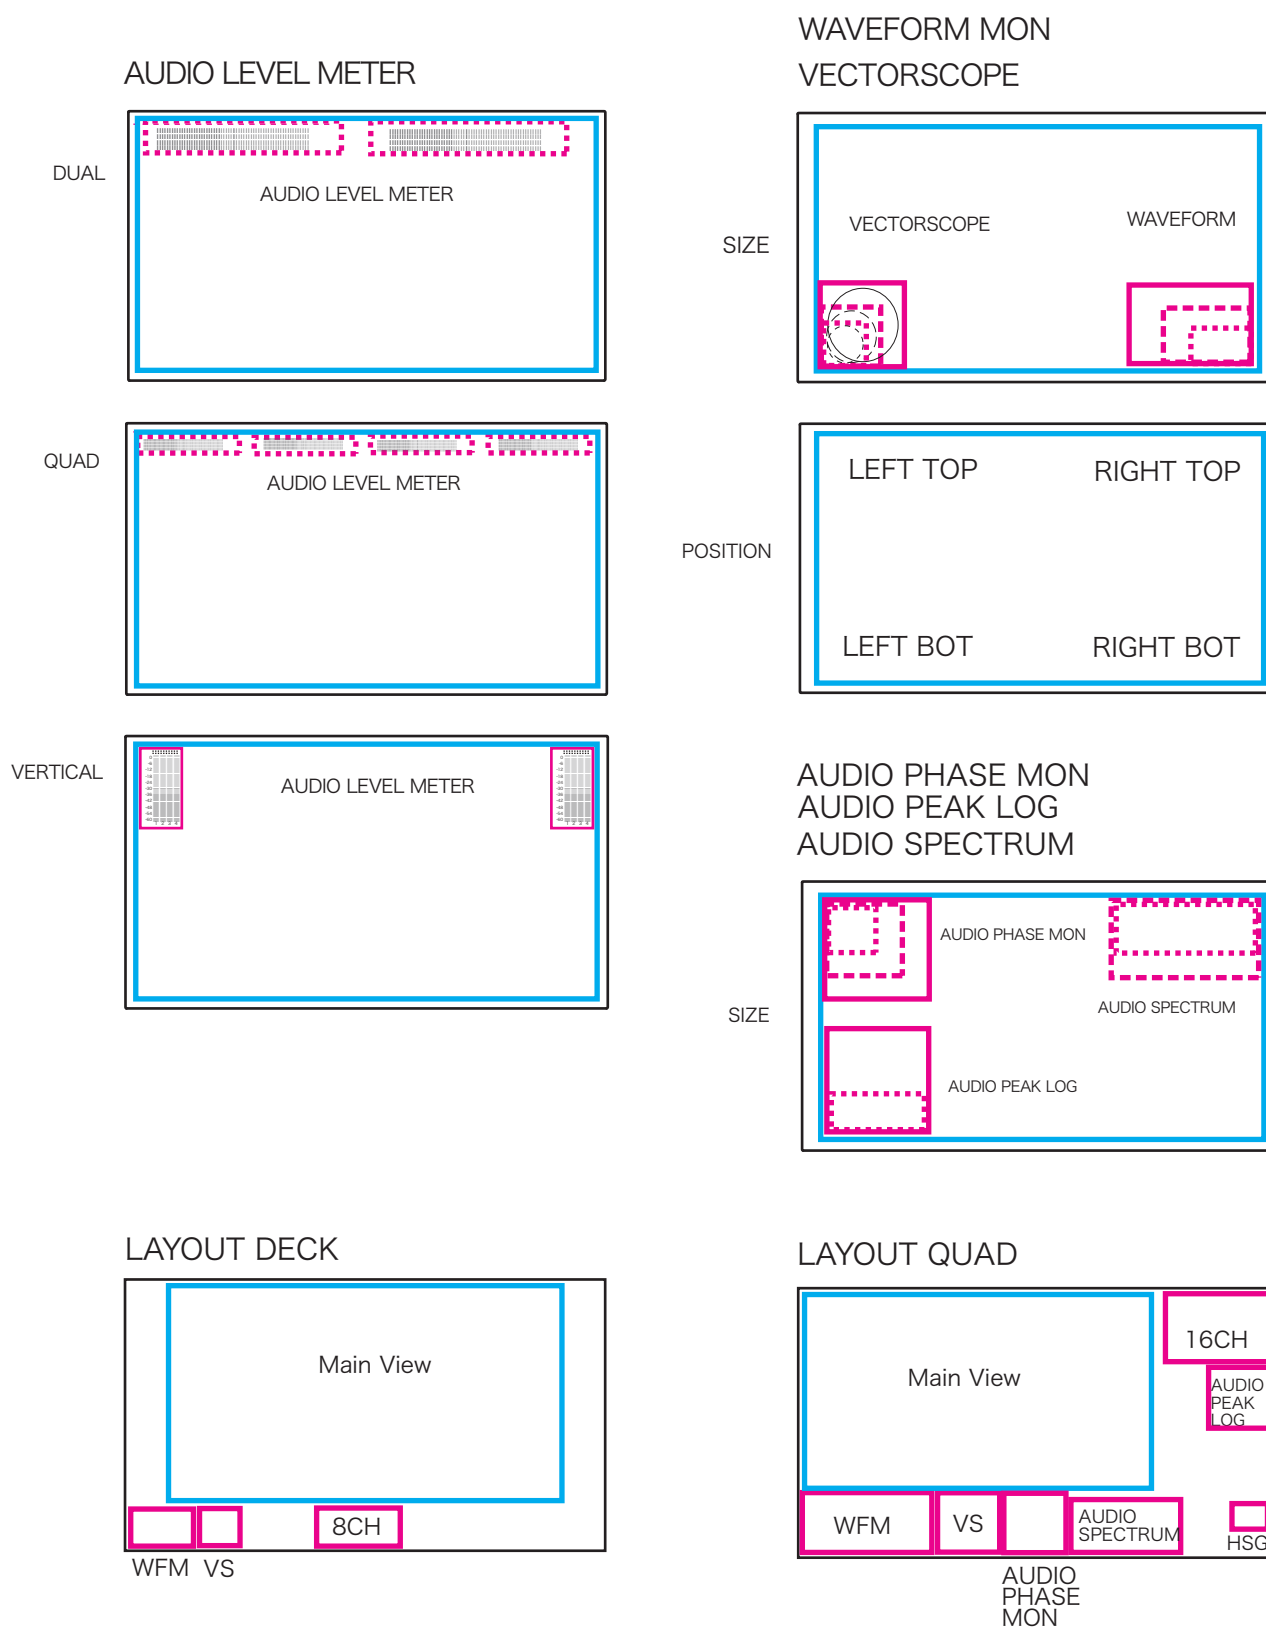 WAVEFORM MON
VECTORSCOPE
AUDIO LEVEL METER
DUAL
AUDIO LEVEL METER
SIZE
VECTORSCOPE
WAVEFORM
QUAD
AUDIO LEVEL METER
POSITION
LEFT TOP
RIGHT TOP
LEFT BOT
RIGHT BOT
VERTICAL
AUDIO LEVEL METER
AUDIO PHASE MON
AUDIO PEAK LOG
AUDIO SPECTRUM
SIZE
AUDIO PHASE MON
AUDIO SPECTRUM
AUDIO PEAK LOG
LAYOUT DECK
Main View
8CH
WFM VS
LAYOUT QUAD
Main View
16CH
AUDIO
PEAK
LOG
WFM
VS
AUDIO
SPECTRUM
HSG
AUDIO
PHASE
MON